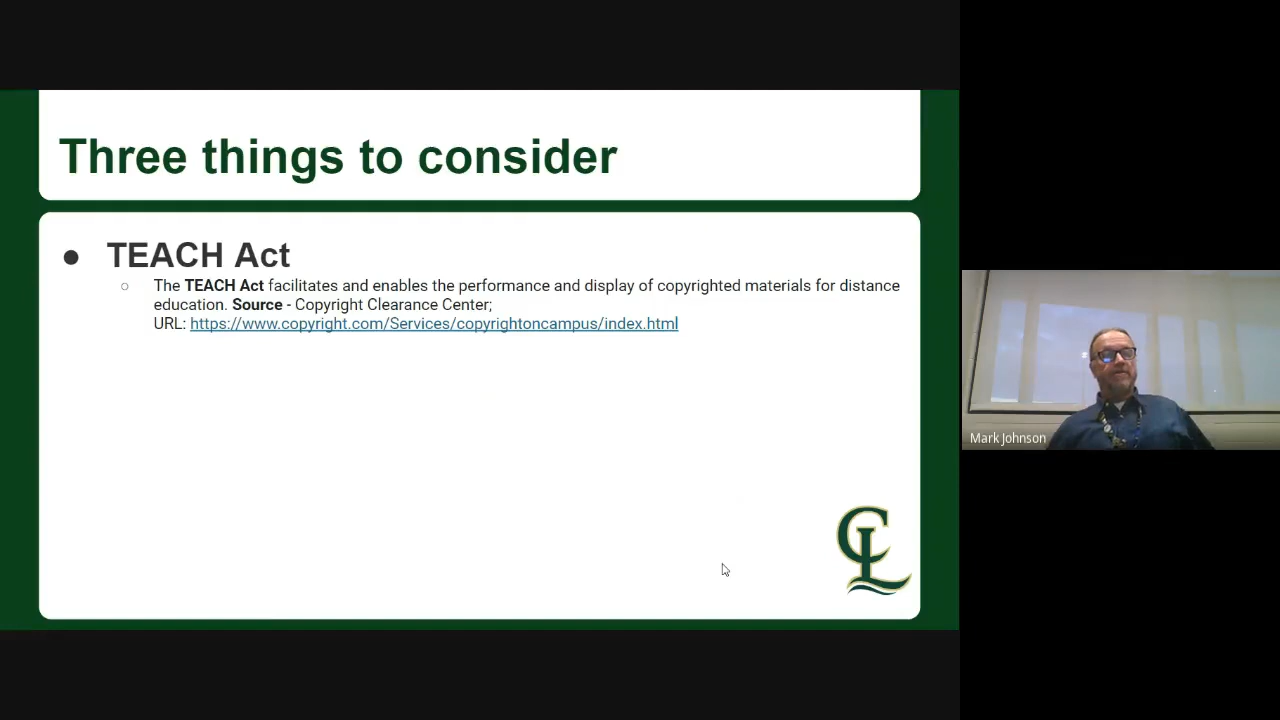 Three things to consider
● TEACH Act
○ The TEACH Act facilitates and enables the performance and display of copyrighted materials for distance
education. Source - Copyright Clearance Center;
URL: https://www.copyright.com/Services/copyrightoncampus/index.html
CL
Mark Johnson